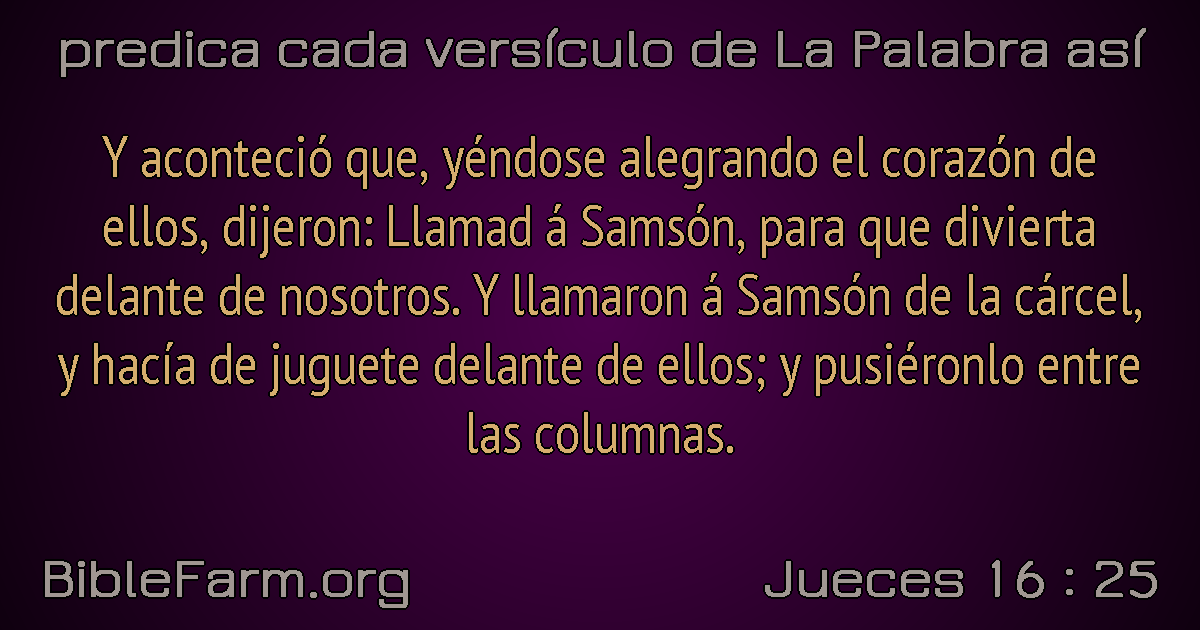 predica cada versículo de La Palabra así
Y aconteció que, yéndose alegrando el corazón de
ellos, dijeron: Llamad á Samsón, para que divierta
delante de nosotros. Y llamaron á Samsón de la cárcel,
y hacía de juguete delante de ellos; y pusiéronlo entre
las columnas.
BibleFarm.org
Jueces 16 : 25